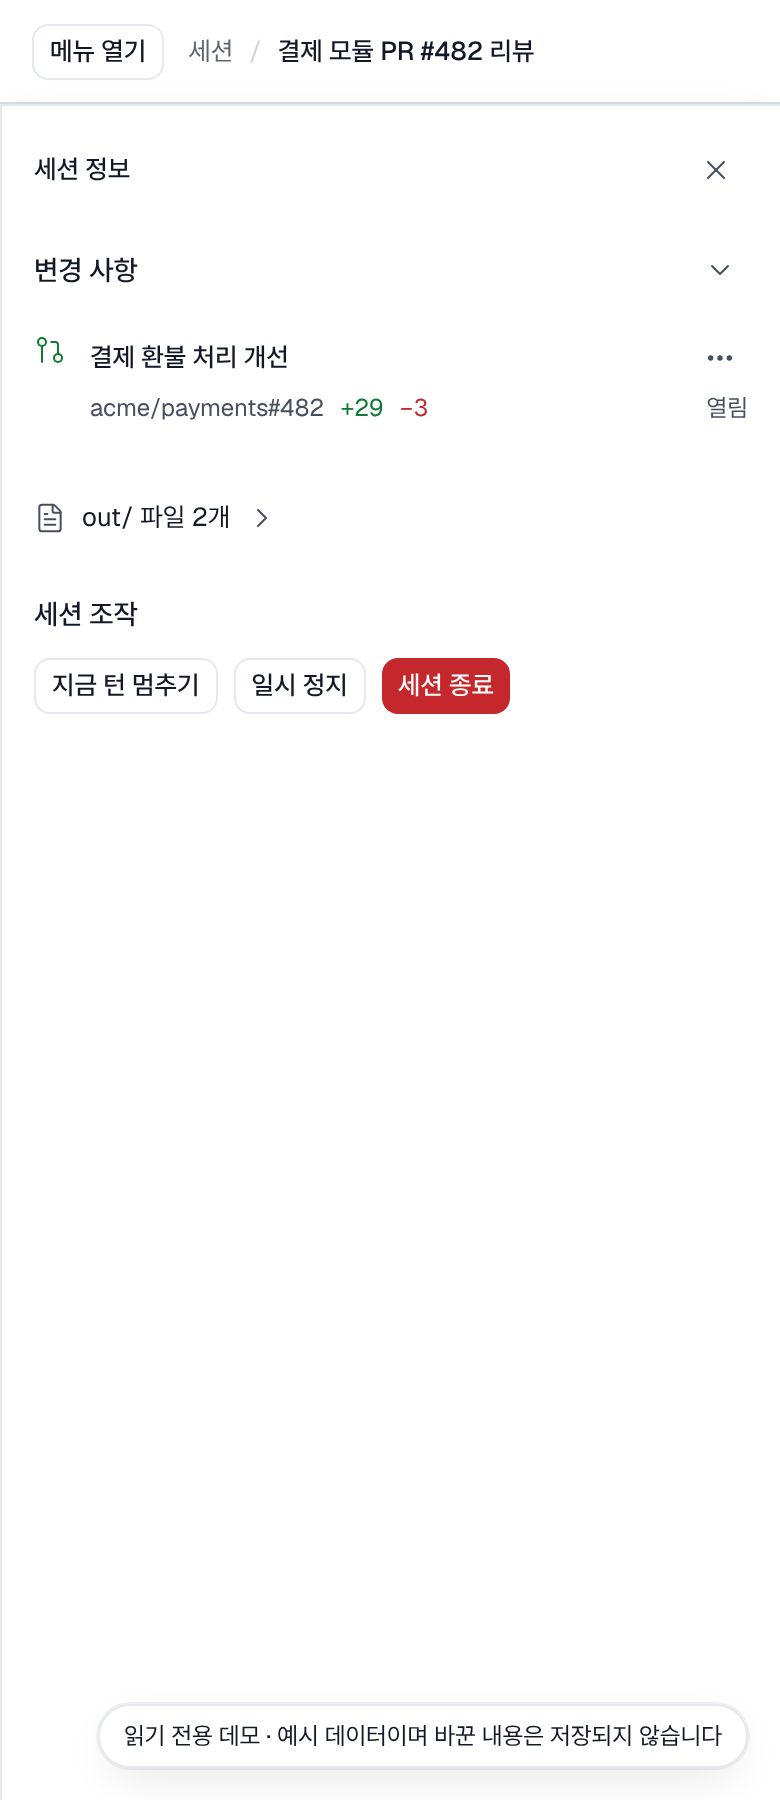 메뉴 열기 세션 / 결제 모듈 PR #482 리뷰
세션 정보
변경 사항
결제 환불 처리 개선
acme/payments#482 +29 −3 열림
out/ 파일 2개
세션 조작
지금 턴 멈추기 일시 정지 세션 종료
읽기 전용 데모 · 예시 데이터이며 바꾼 내용은 저장되지 않습니다